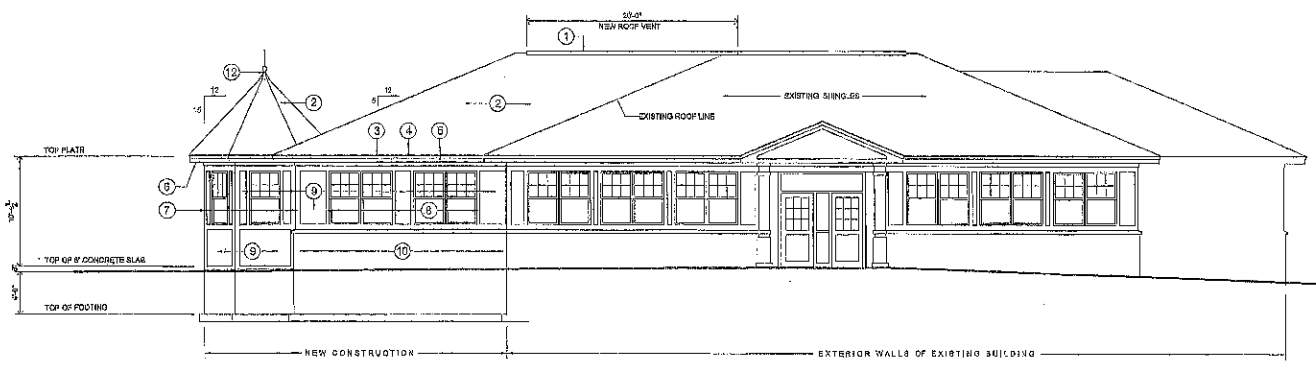 20'-0"
NEW ROOF VENT
1
12
12
15
2
12
5
2
EXISTING SHINGLES
EXISTING ROOF LINE
3
4
6
TOP PLATE
6
9
7
8
9
10
TOP OF 6" CONCRETE SLAB
TOP OF FOOTING
NEW CONSTRUCTION
EXTERIOR WALLS OF EXISTING BUILDING